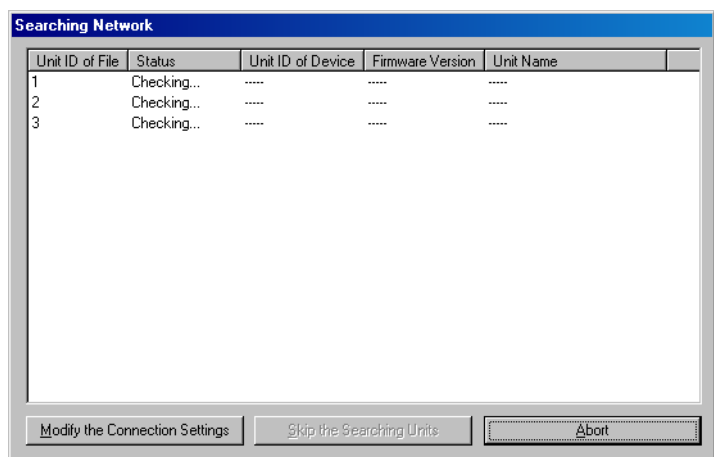 Searching Network
Unit ID of File Status Unit ID of Device Firmware Version Unit Name
1 Checking... ----- ----- -----
2 Checking... ----- ----- -----
3 Checking... ----- ----- -----
Modify the Connection Settings Skip the Searching Units Abort